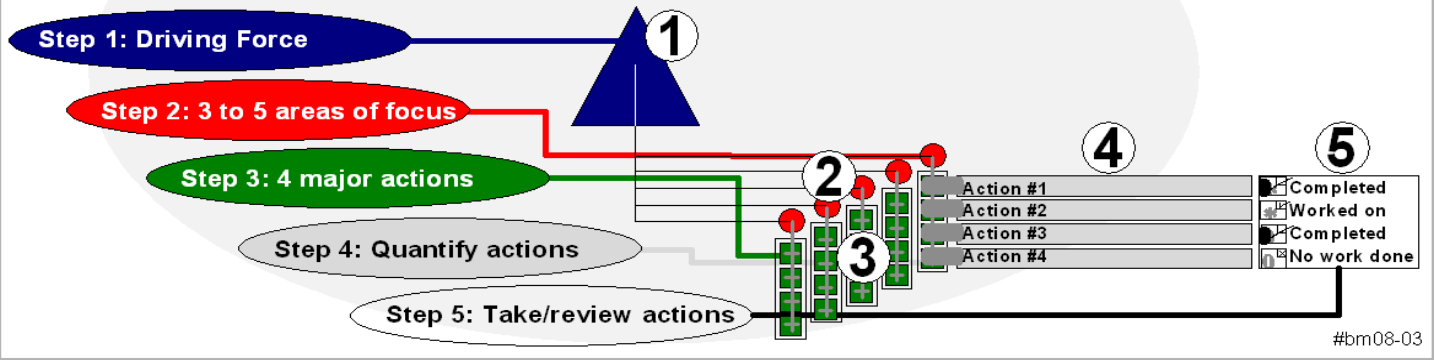 Step 1: Driving Force
1
Step 2: 3 to 5 areas of focus
Step 3: 4 major actions
2
4
5
Action #1
Completed
Action #2
Worked on
Action #3
Completed
Action #4
No work done
Step 4: Quantify actions
3
Step 5: Take/review actions
#bm08-03